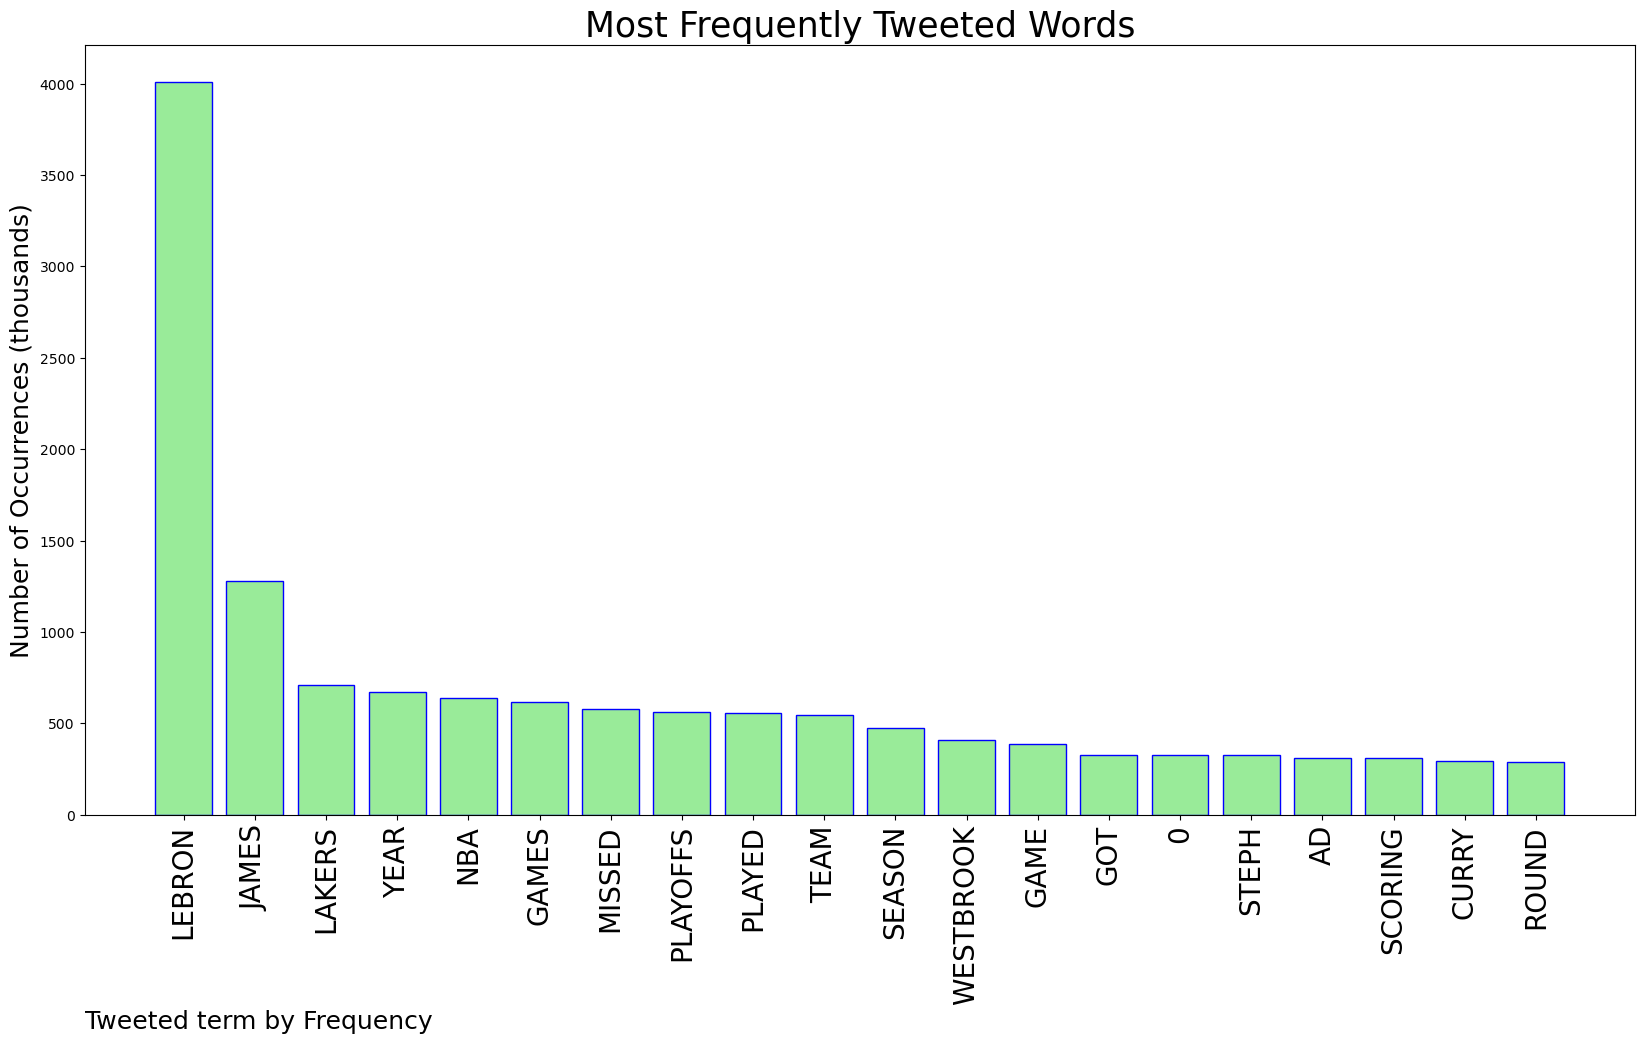 Most Frequently Tweeted Words
Number of Occurrences (thousands)
4000
3500
3000
2500
2000
1500
1000
500
0
LEBRON
JAMES
LAKERS
YEAR
NBA
GAMES
MISSED
PLAYOFFS
PLAYED
TEAM
SEASON
WESTBROOK
GAME
GOT
0
STEPH
AD
SCORING
CURRY
ROUND
Tweeted term by Frequency